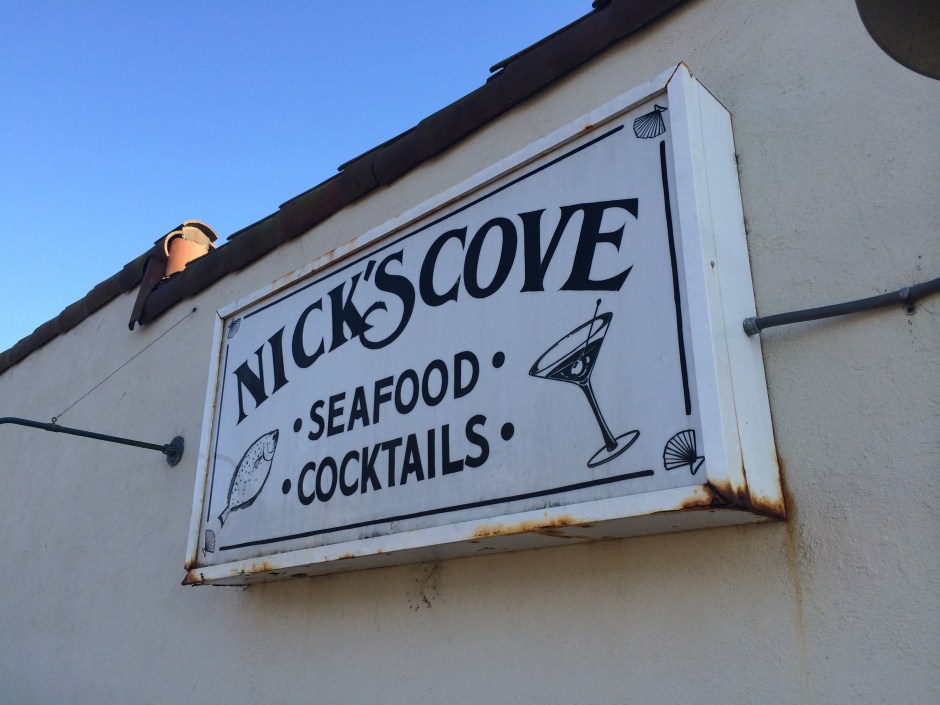 NICK'S COVE
• SEAFOOD •
• COCKTAILS •